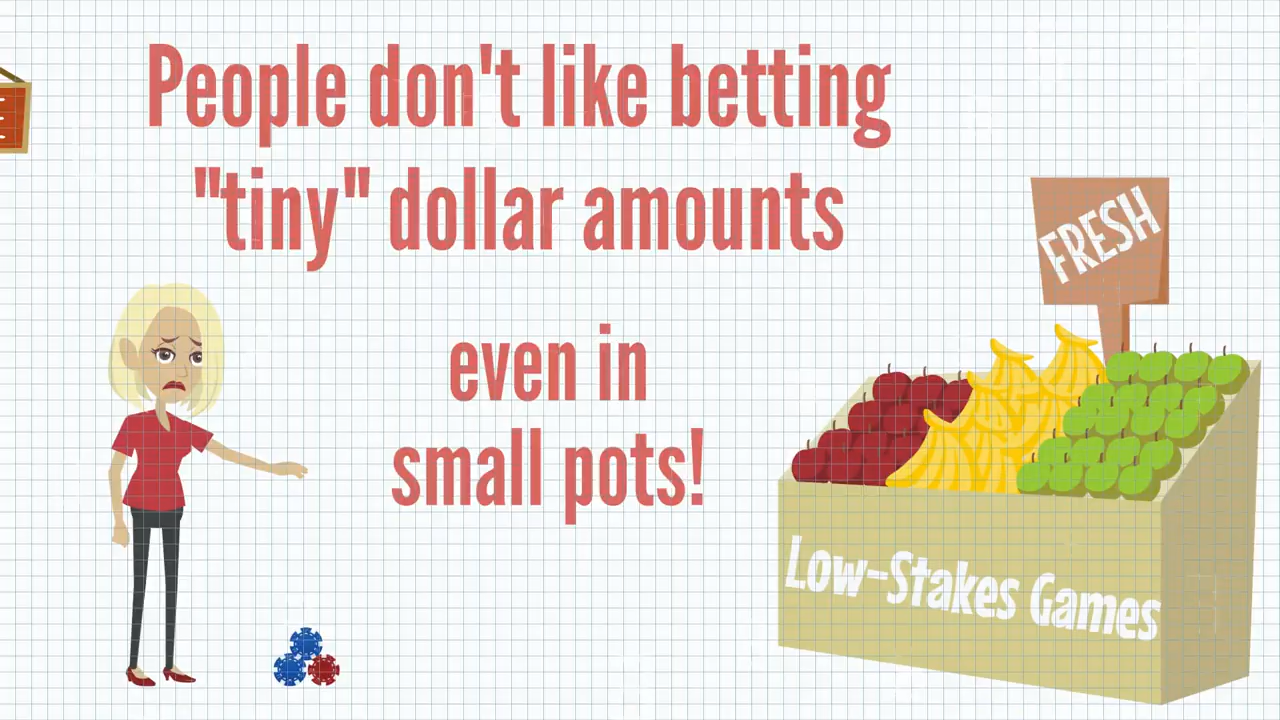 People don't like betting
"tiny" dollar amounts
even in
small pots!
FRESH
Low-Stakes Games